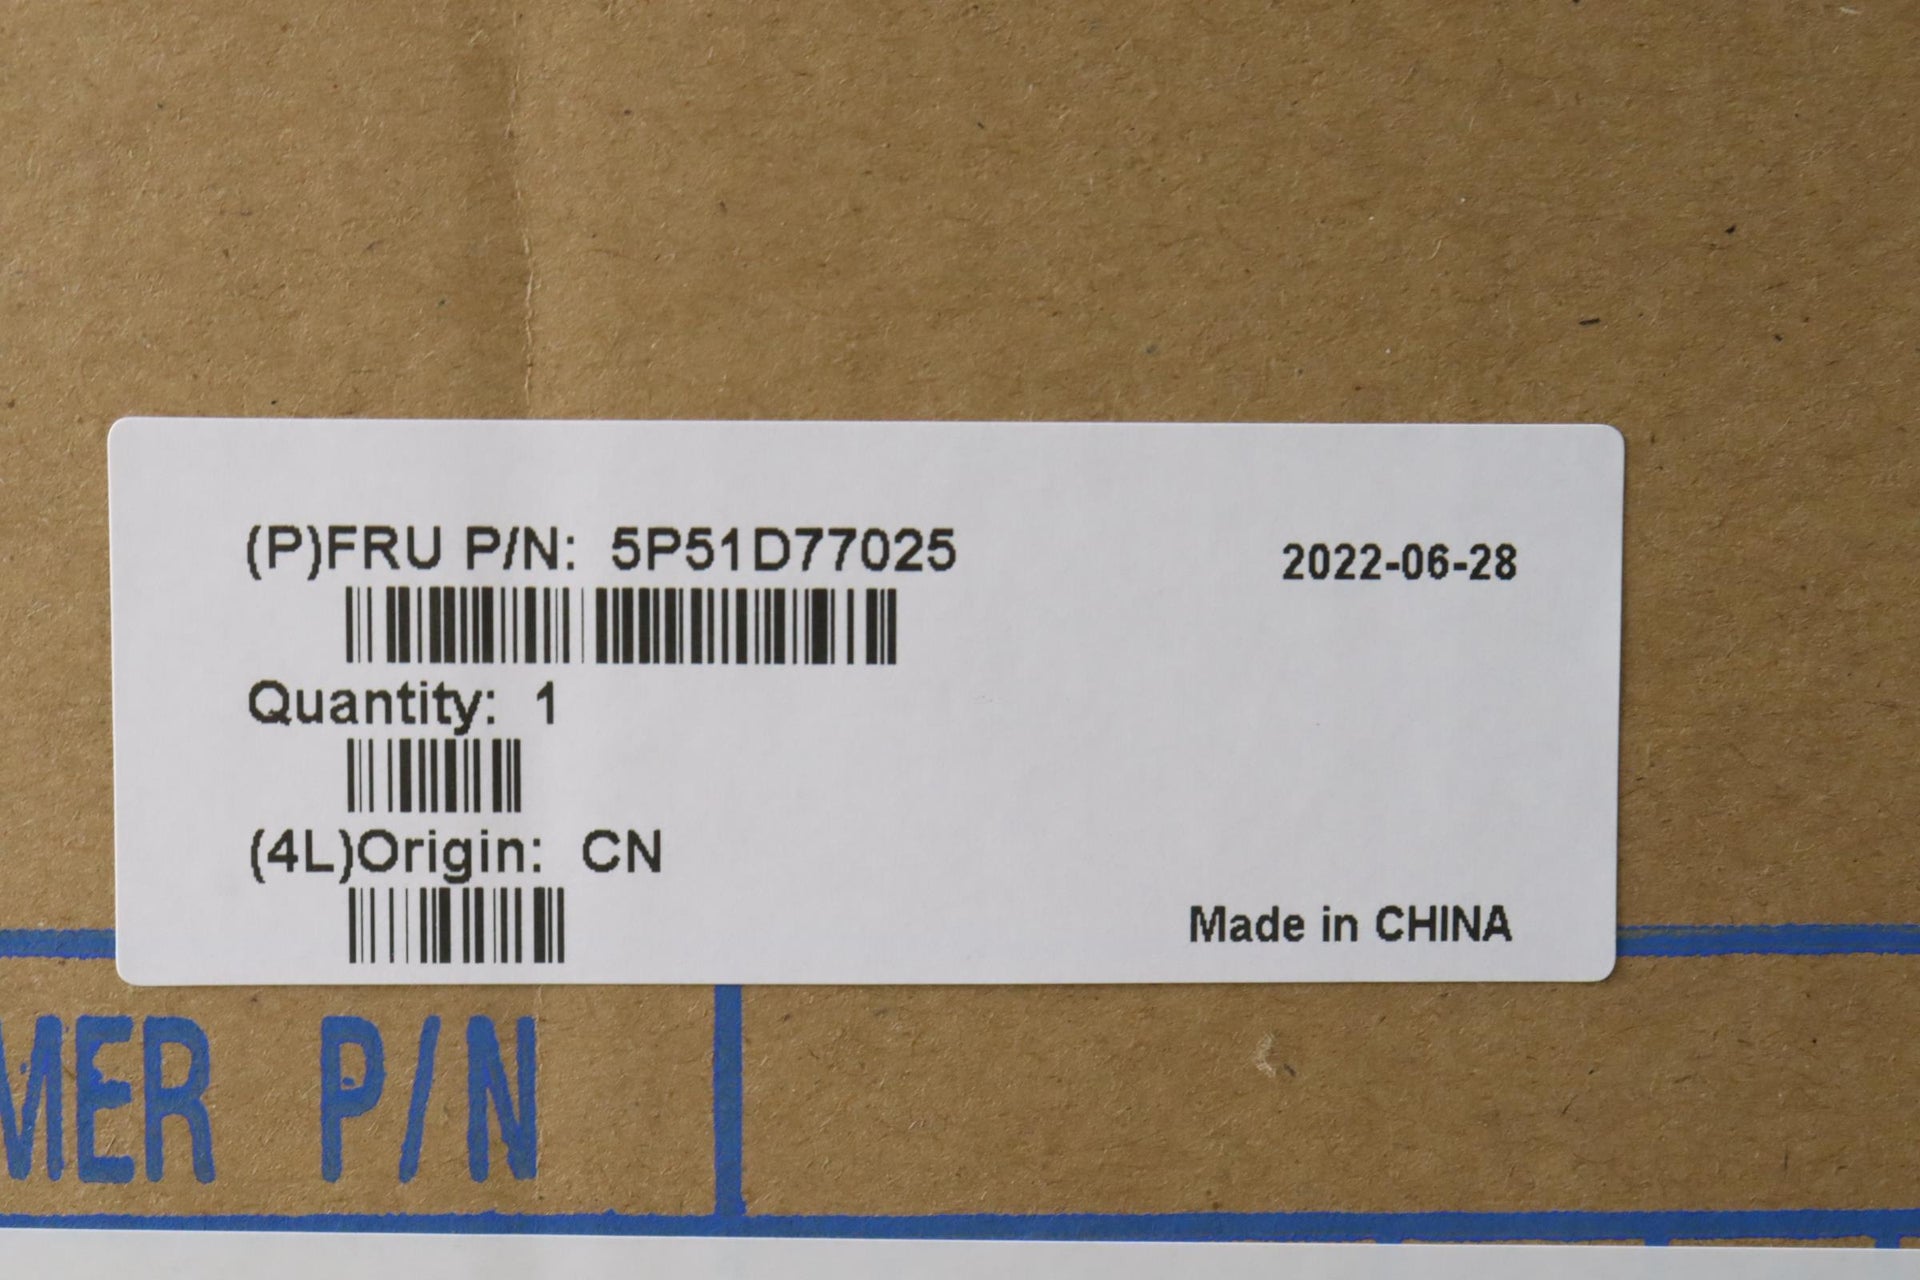 (P)FRU P/N: 5P51D77025
2022-06-28
Quantity: 1
(4L)Origin: CN
Made in CHINA
MER P/N